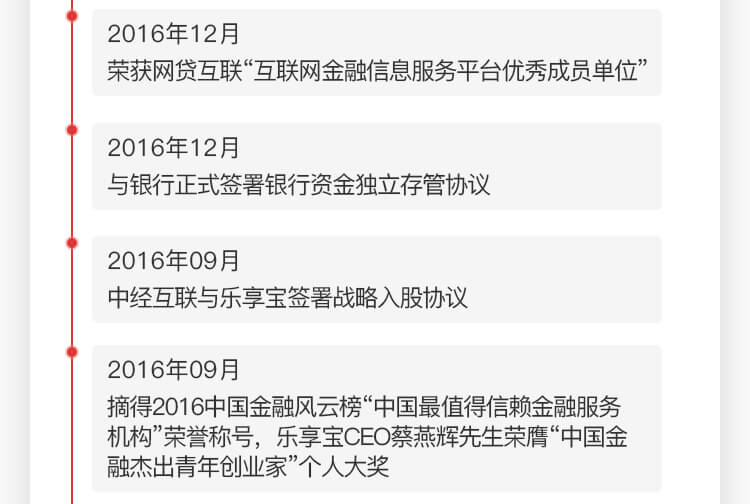 2016年12月
荣获网贷互联“互联网金融信息服务平台优秀成员单位”
2016年12月
与银行正式签署银行资金独立存管协议
2016年09月
中经互联与乐享宝签署战略入股协议
2016年09月
摘得2016中国金融风云榜“中国最值得信赖金融服务
机构”荣誉称号，乐享宝CEO蔡燕辉先生荣膺“中国金
融杰出青年创业家”个人大奖